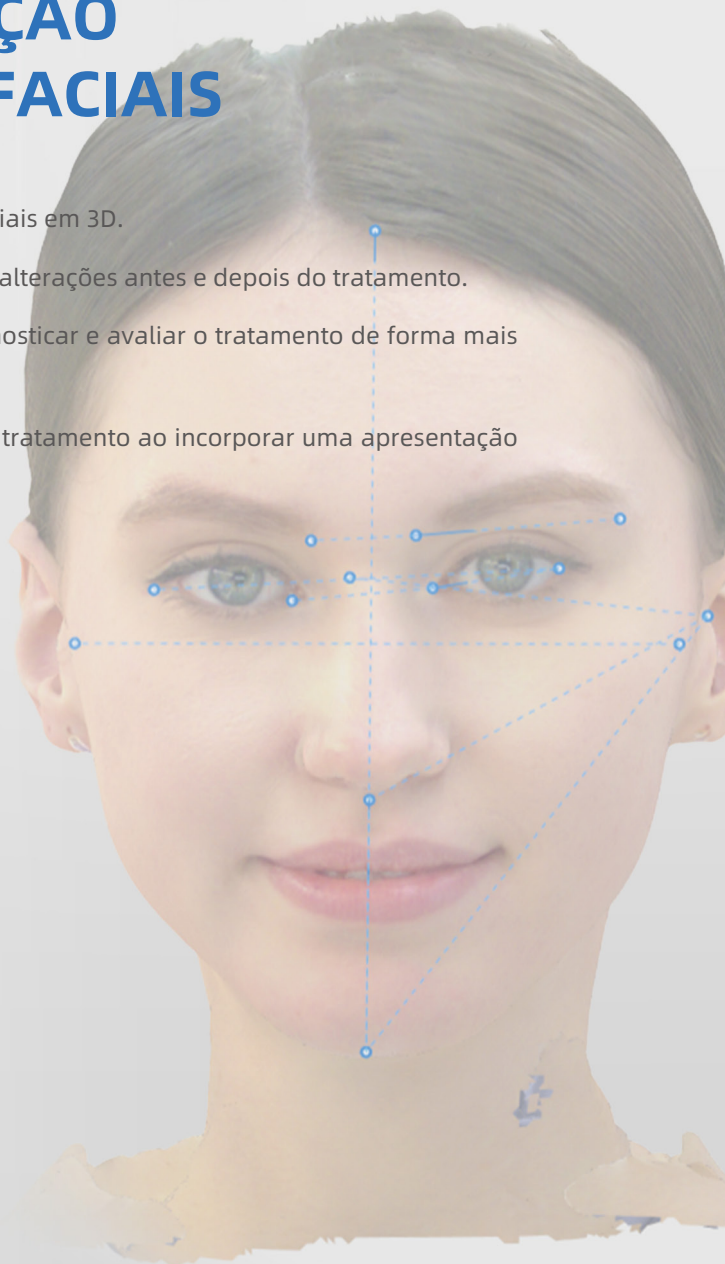 ÇÃO
FACIAIS
iais em 3D.
alterações antes e depois do tratamento.
nosticar e avaliar o tratamento de forma mais
tratamento ao incorporar uma apresentação